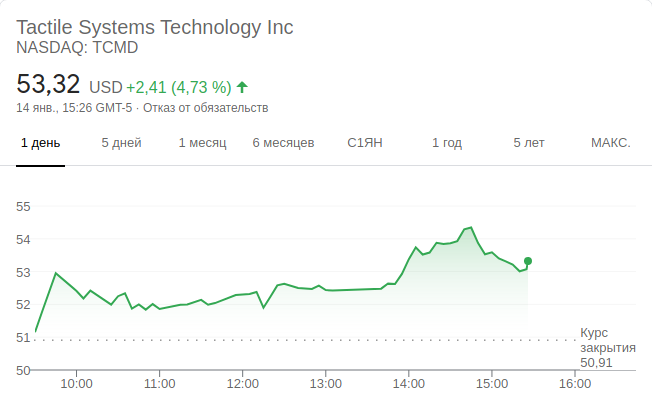 Tactile Systems Technology Inc
NASDAQ: TCMD
53,32 USD +2,41 (4,73 %)
14 янв., 15:26 GMT-5 · Отказ от обязательств
1 день 5 дней 1 месяц 6 месяцев С1ЯН 1 год 5 лет МАКС.
55
54
53
52
51
50
Курс
закрытия
50,91
10:00 11:00 12:00 13:00 14:00 15:00 16:00